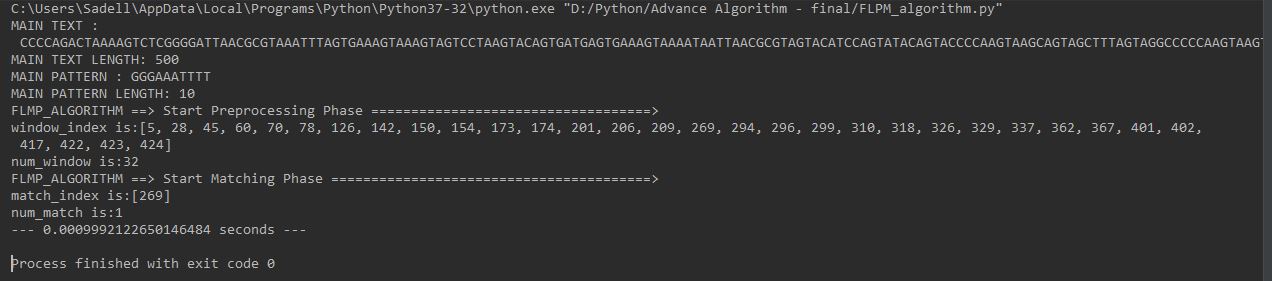 C:\Users\Sadell\AppData\Local\Programs\Python\Python37-32\python.exe "D:/Python/Advance Algorithm - final/FLPM_algorithm.py"
MAIN TEXT :
CCCCAGACTAAAAGTCTCGGGGATTAACGCGTAAATTTAGTGAAAGTAAAGTAGTCCTAAGTACAGTGATGAGTGAAAGTAAAATAATTAACGCGTAGTACATCCAGTATACAGTACCCCAAGTAAGCAGTAGCTTTAGTAGGCCCCCAAGTAAGT
MAIN TEXT LENGTH: 500
MAIN PATTERN : GGGAAATTTT
MAIN PATTERN LENGTH: 10
FLMP_ALGORITHM ==> Start Preprocessing Phase ===================================>
window_index is:[5, 28, 45, 60, 70, 78, 126, 142, 150, 154, 173, 174, 201, 206, 209, 269, 294, 296, 299, 310, 318, 326, 329, 337, 362, 367, 401, 402,
417, 422, 423, 424]
num_window is:32
FLMP_ALGORITHM ==> Start Matching Phase ========================================>
match_index is:[269]
num_match is:1
--- 0.0009992122650146484 seconds ---
Process finished with exit code 0